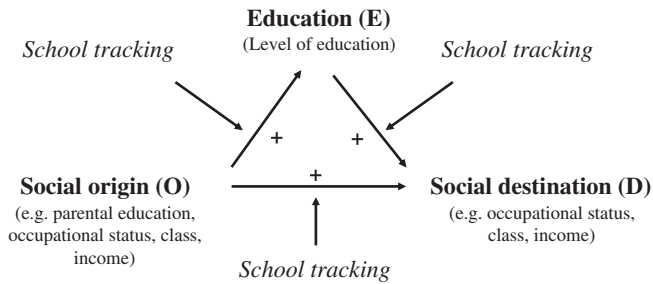 Education (E)
(Level of education)
School tracking
School tracking
+
+
+
Social origin (O)
(e.g. parental education,
occupational status, class,
income)
Social destination (D)
(e.g. occupational status,
class, income)
School tracking